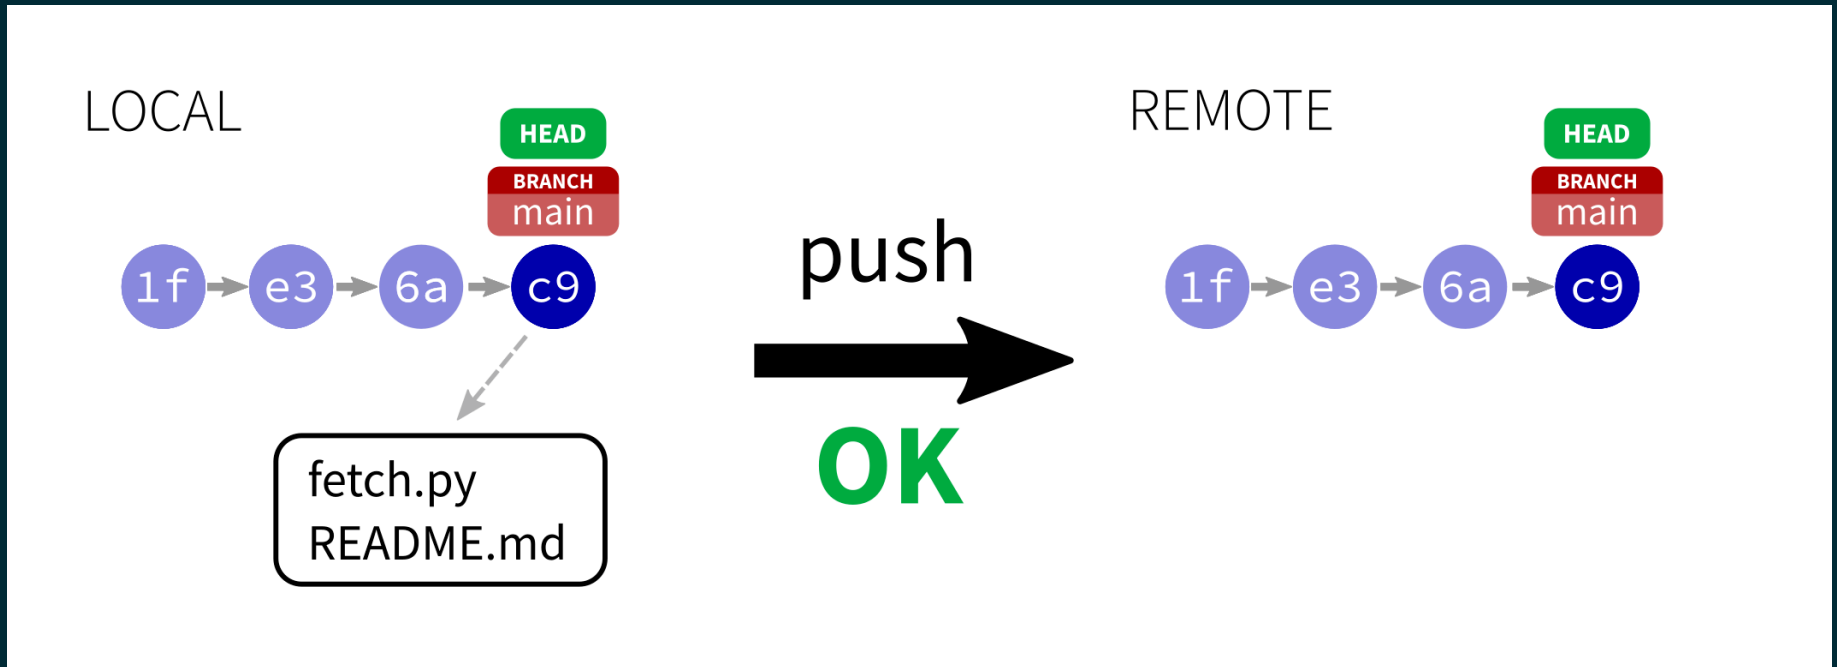 LOCAL
HEAD
BRANCH
main
1f e3 6a c9
fetch.py
README.md
push
OK
REMOTE
HEAD
BRANCH
main
1f e3 6a c9